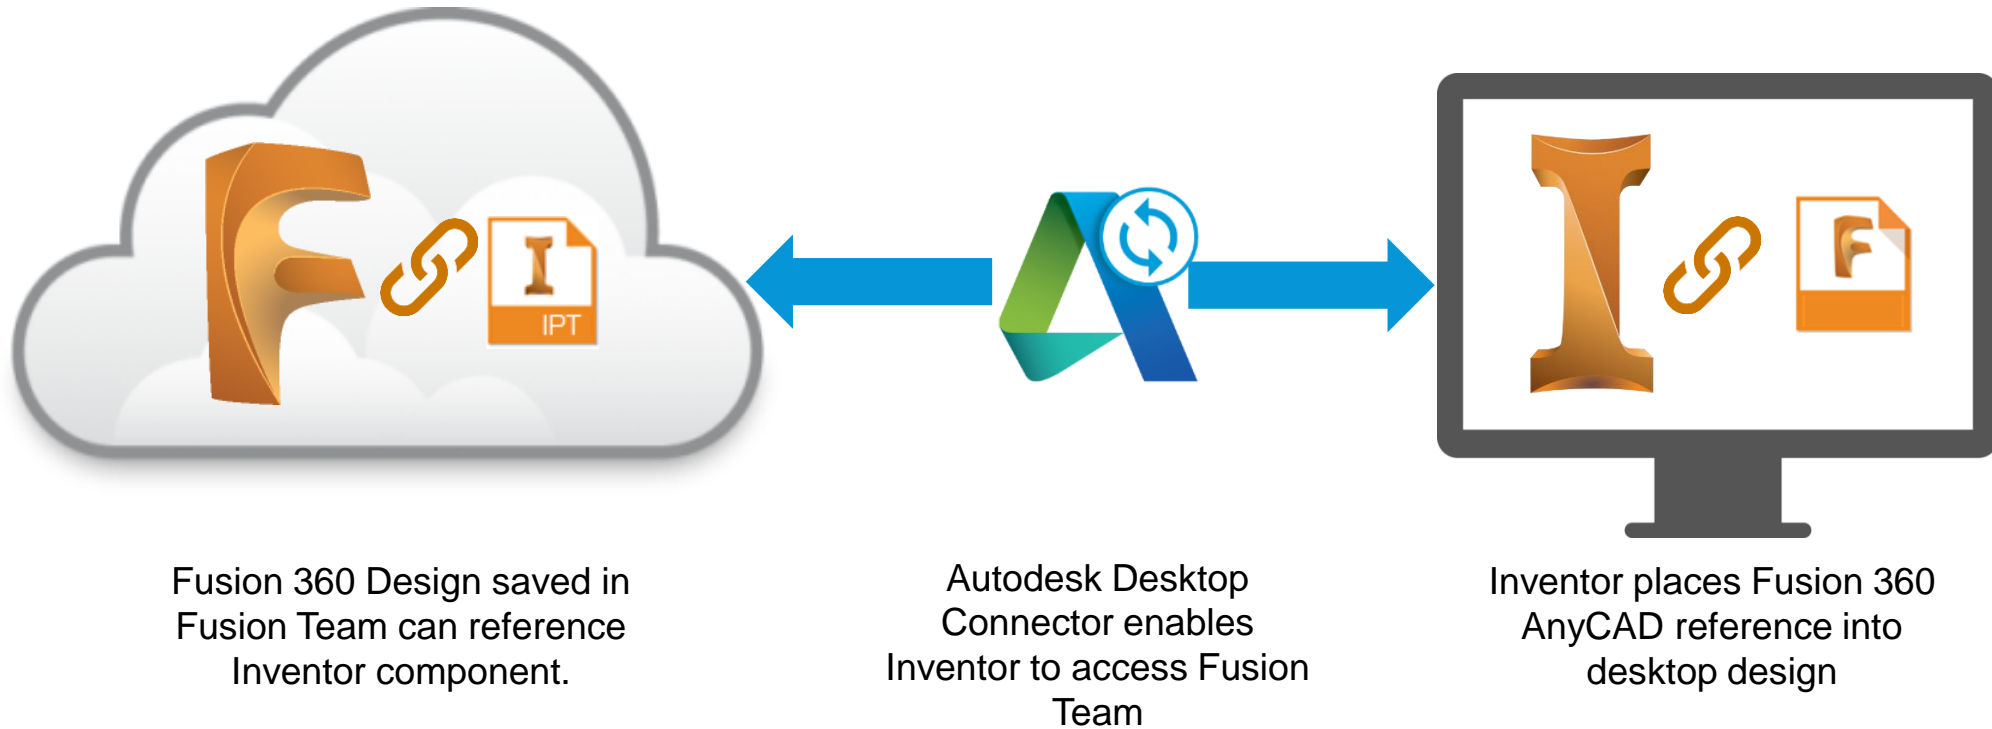 IPT
Fusion 360 Design saved in
Fusion Team can reference
Inventor component.
Autodesk Desktop
Connector enables
Inventor to access Fusion
Team
Inventor places Fusion 360
AnyCAD reference into
desktop design